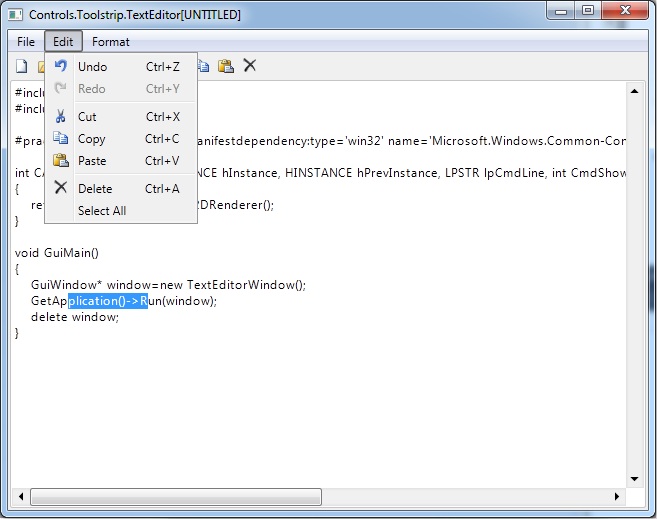 Controls.Toolstrip.TextEditor[UNTITLED]
File Edit Format
Undo Ctrl+Z
Redo Ctrl+Y
Cut Ctrl+X
Copy Ctrl+C
Paste Ctrl+V
Delete Ctrl+A
Select All
#inclu
#inclu
#prag anifestdependency:type='win32' name='Microsoft.Windows.Common-Con
int CA NCE hInstance, HINSTANCE hPrevInstance, LPSTR lpCmdLine, int CmdShow
{
ret DRenderer();
}
void GuiMain()
{
GuiWindow* window=new TextEditorWindow();
GetApplication()->Run(window);
delete window;
}